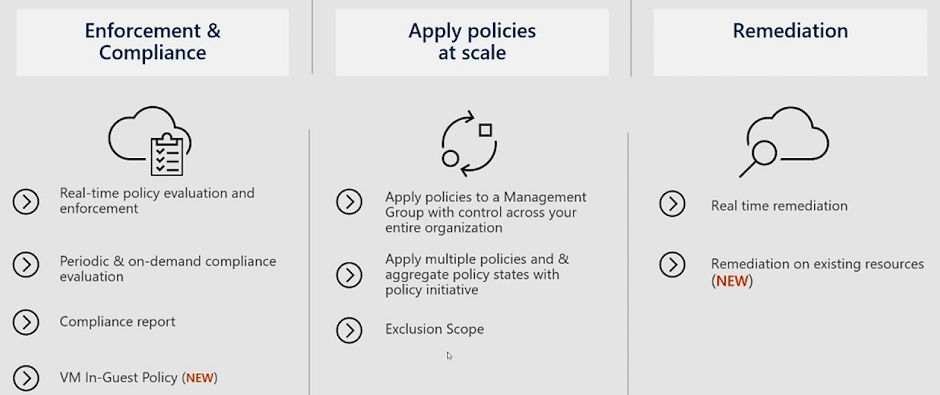 Enforcement &
Compliance
Real-time policy evaluation and
enforcement
Periodic & on-demand compliance
evaluation
Compliance report
VM In-Guest Policy (NEW)
Apply policies
at scale
Apply policies to a Management
Group with control across your
entire organization
Apply multiple policies and &
aggregate policy states with
policy initiative
Exclusion Scope
Remediation
Real time remediation
Remediation on existing resources
(NEW)